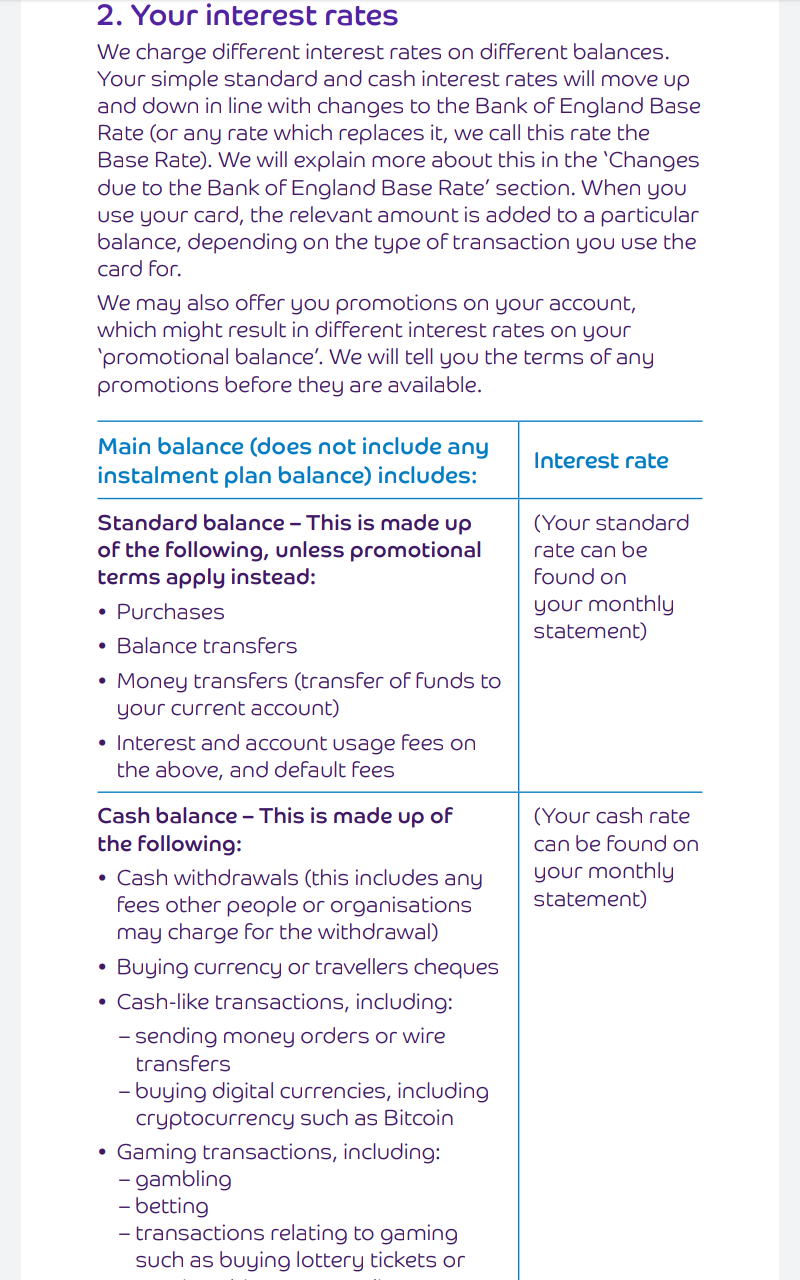 2. Your interest rates
We charge different interest rates on different balances.
Your simple standard and cash interest rates will move up
and down in line with changes to the Bank of England Base
Rate (or any rate which replaces it, we call this rate the
Base Rate). We will explain more about this in the ‘Changes
due to the Bank of England Base Rate’ section. When you
use your card, the relevant amount is added to a particular
balance, depending on the type of transaction you use the
card for.
We may also offer you promotions on your account,
which might result in different interest rates on your
‘promotional balance’. We will tell you the terms of any
promotions before they are available.
Main balance (does not include any
instalment plan balance) includes:
Interest rate
Standard balance – This is made up
of the following, unless promotional
terms apply instead:
• Purchases
• Balance transfers
• Money transfers (transfer of funds to
your current account)
• Interest and account usage fees on
the above, and default fees
(Your standard
rate can be
found on
your monthly
statement)
Cash balance – This is made up of
the following:
• Cash withdrawals (this includes any
fees other people or organisations
may charge for the withdrawal)
• Buying currency or travellers cheques
• Cash-like transactions, including:
– sending money orders or wire
transfers
– buying digital currencies, including
cryptocurrency such as Bitcoin
• Gaming transactions, including:
– gambling
– betting
– transactions relating to gaming
such as buying lottery tickets or
(Your cash rate
can be found on
your monthly
statement)